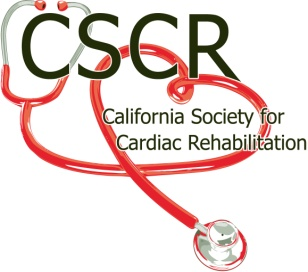 CSCR
California Society for
Cardiac Rehabilitation